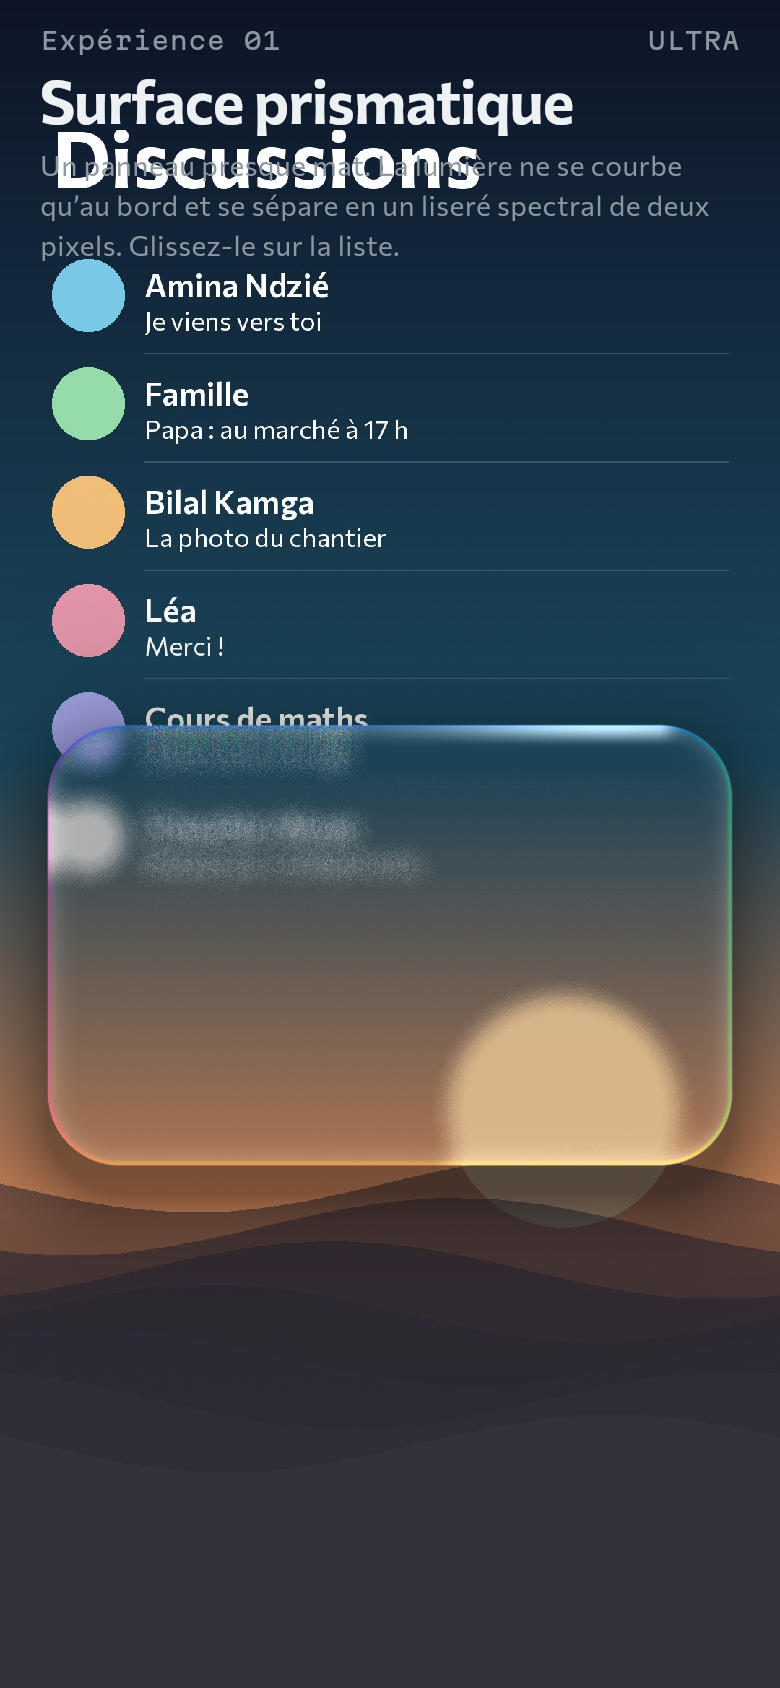 Expérience 01
ULTRA
Surface prismatique
Discussions
Un panneau presque mat. La lumière ne se courbe
qu’au bord et se sépare en un liseré spectral de deux
pixels. Glissez-le sur la liste.
Amina Ndzié
Je viens vers toi
Famille
Papa : au marché à 17 h
Bilal Kamga
La photo du chantier
Léa
Merci !
Cours de maths